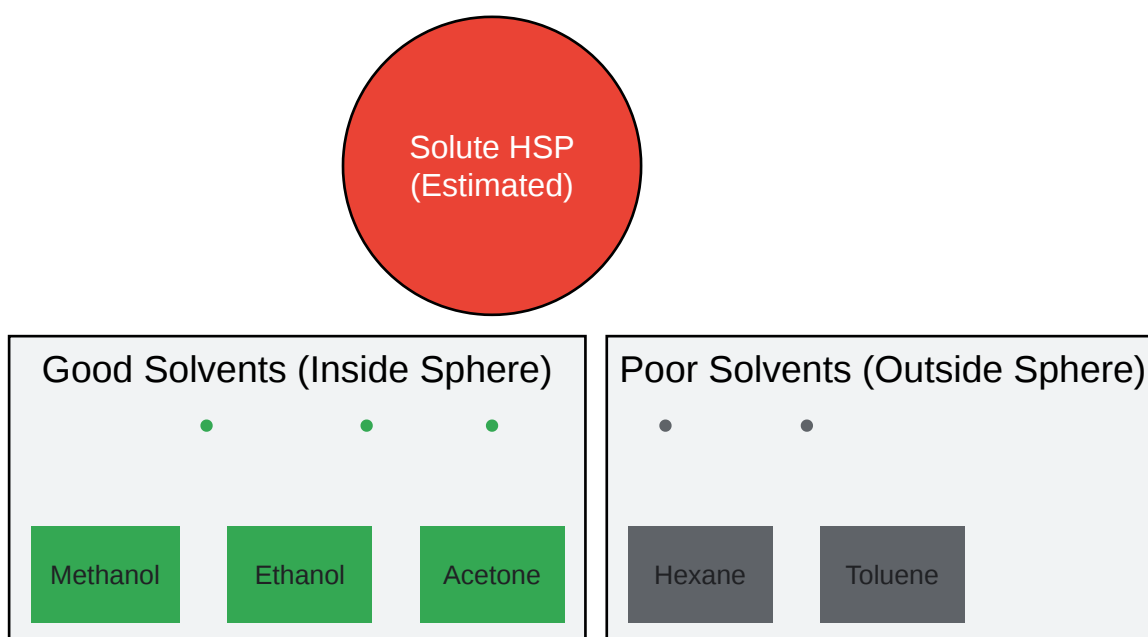 Solute HSP
(Estimated)
Good Solvents (Inside Sphere)
Poor Solvents (Outside Sphere)
Methanol
Ethanol
Acetone
Hexane
Toluene